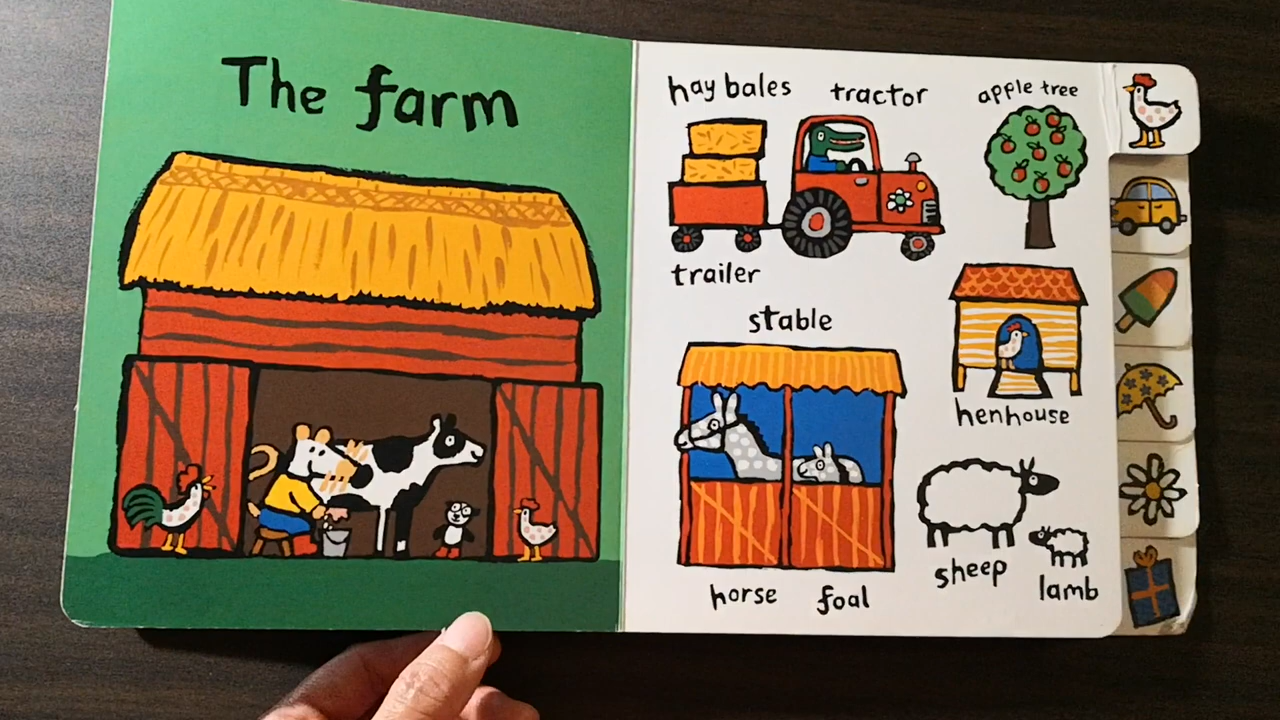 The farm
hay bales
tractor
apple tree
trailer
stable
henhouse
sheep
lamb
horse
foal